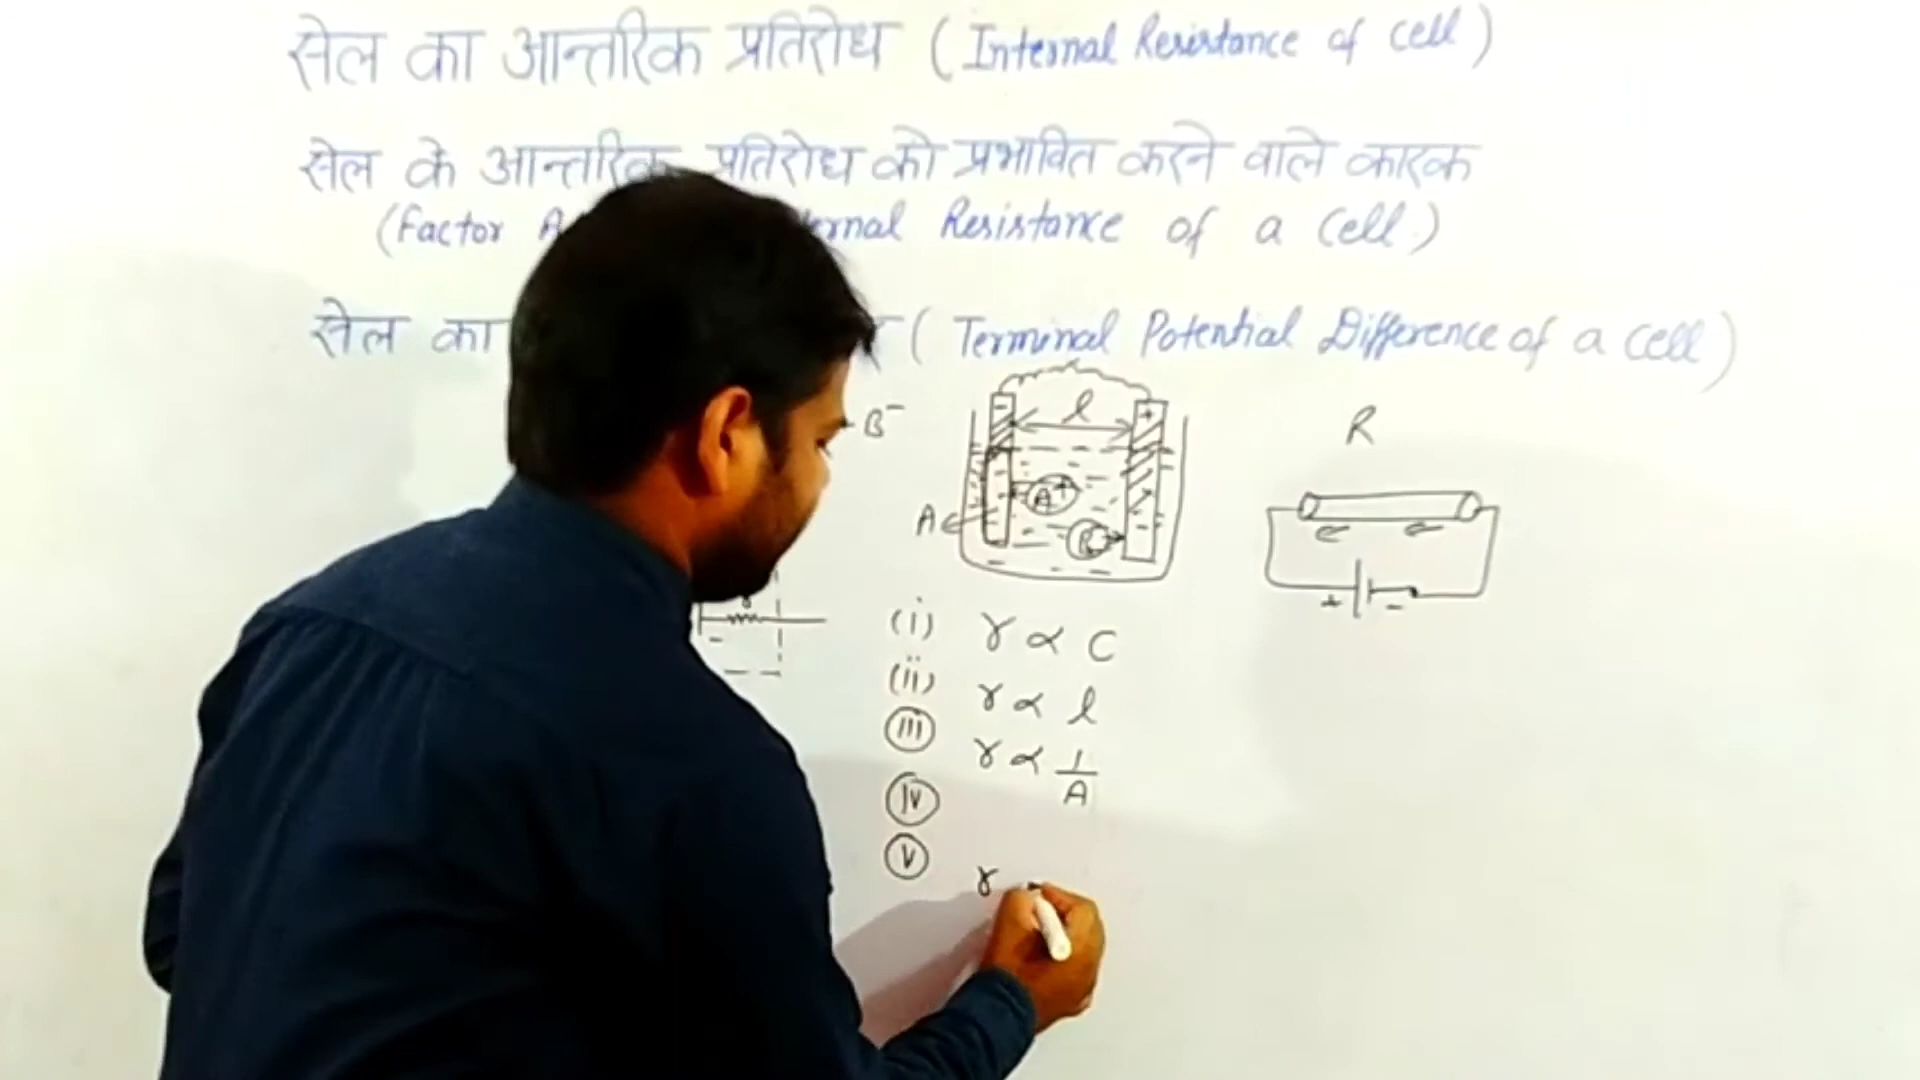 सेल का आन्तरिक प्रतिरोध ( Internal Resistance of cell )
सेल के आन्तरिक प्रतिरोध को प्रभावित करने वाले कारक
( Factor Resistance of a Cell )
सेल का ( Terminal Potential Difference of a cell )
B⁻
l
R
- +
A
A⁺
+ -
-
(i) r ∝ C
(ii) r ∝ l
(iii) r ∝ 1/A
(iv)
(v)
r